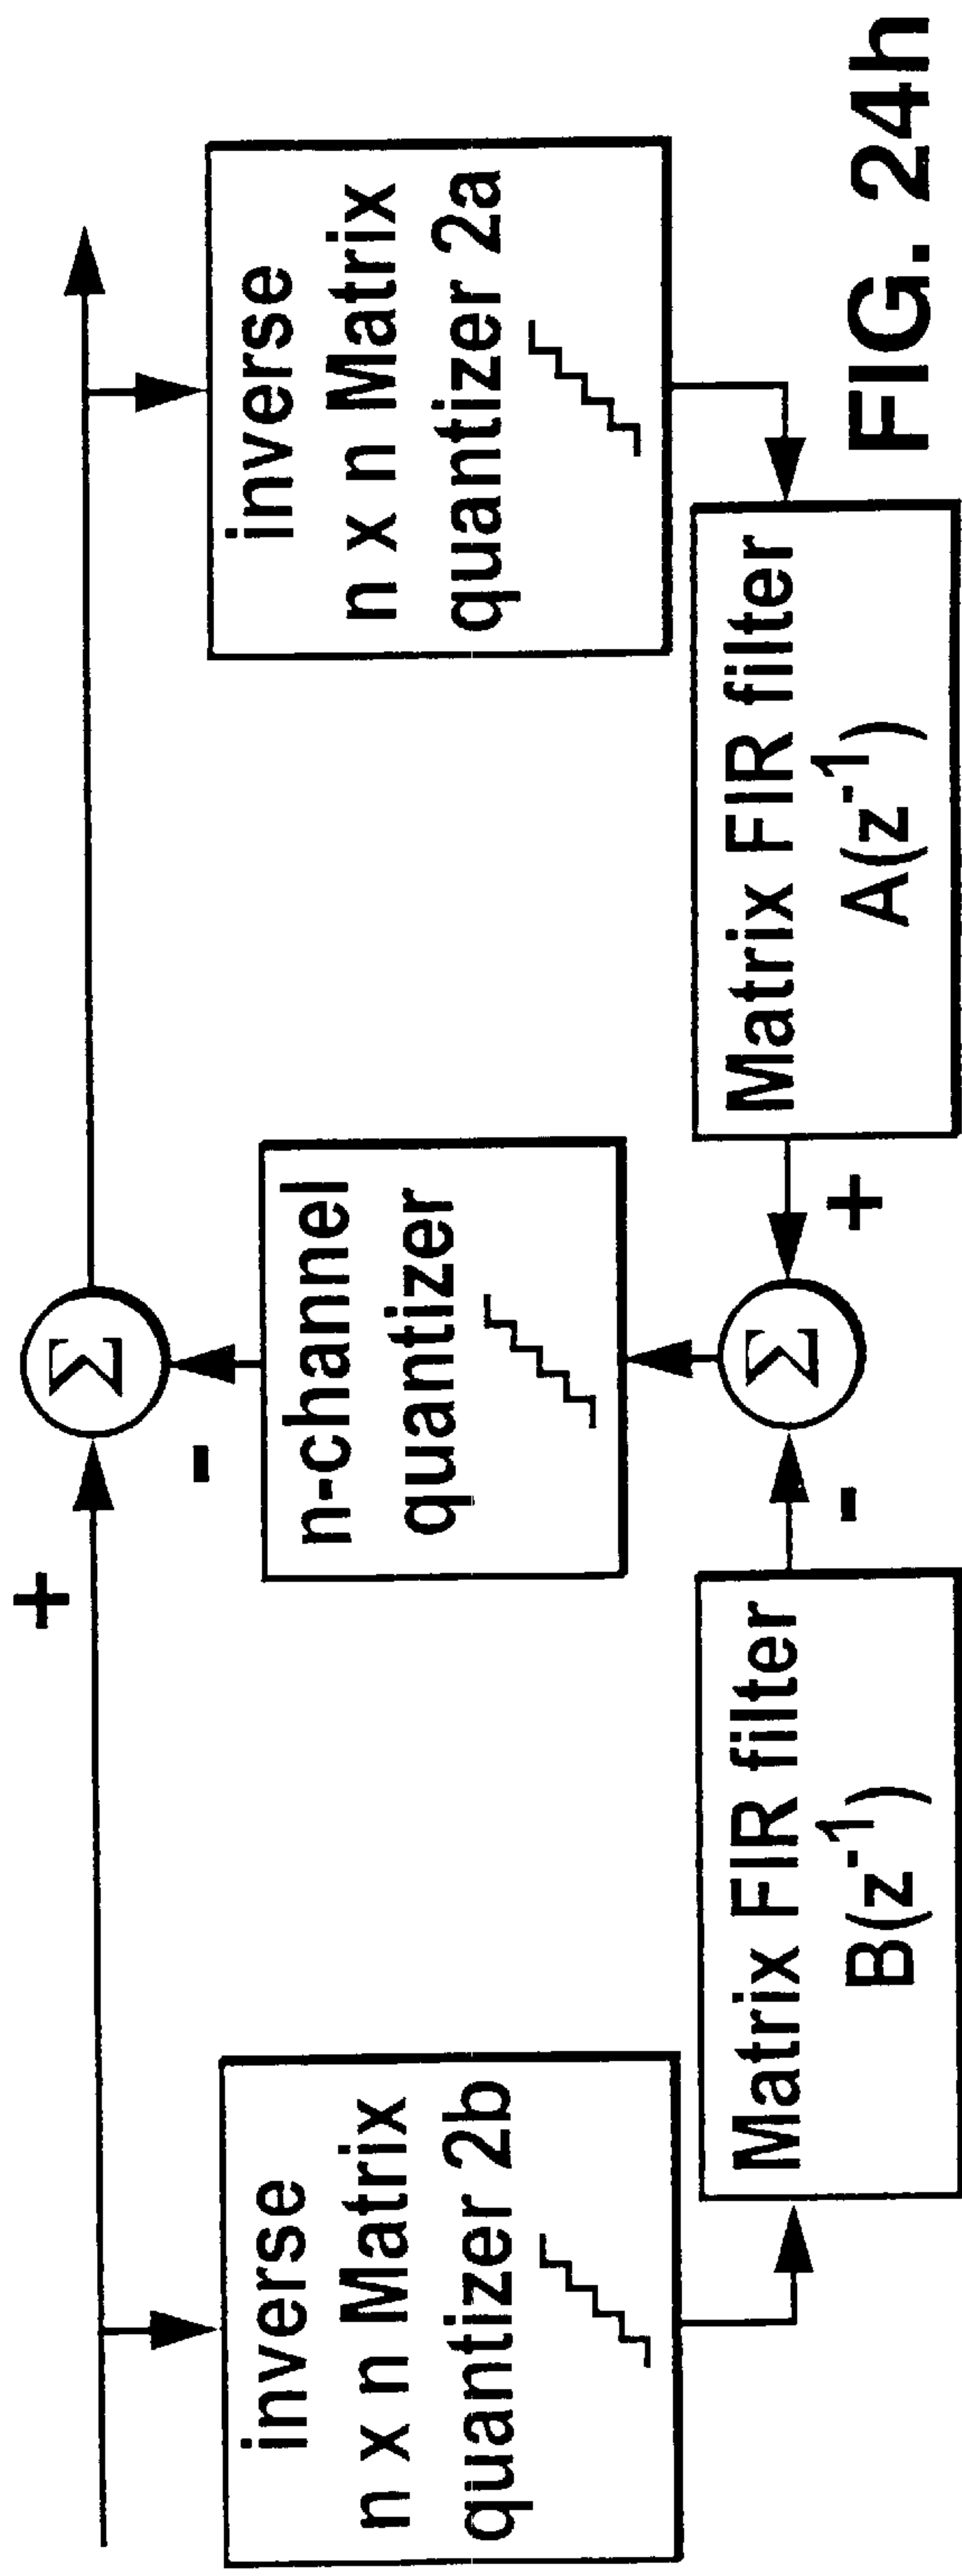 +
Σ
-
inverse
n x n Matrix
quantizer 2b
n-channel
quantizer
inverse
n x n Matrix
quantizer 2a
Matrix FIR filter
B(z⁻¹)
-
Σ
+
Matrix FIR filter
A(z⁻¹)
FIG. 24h